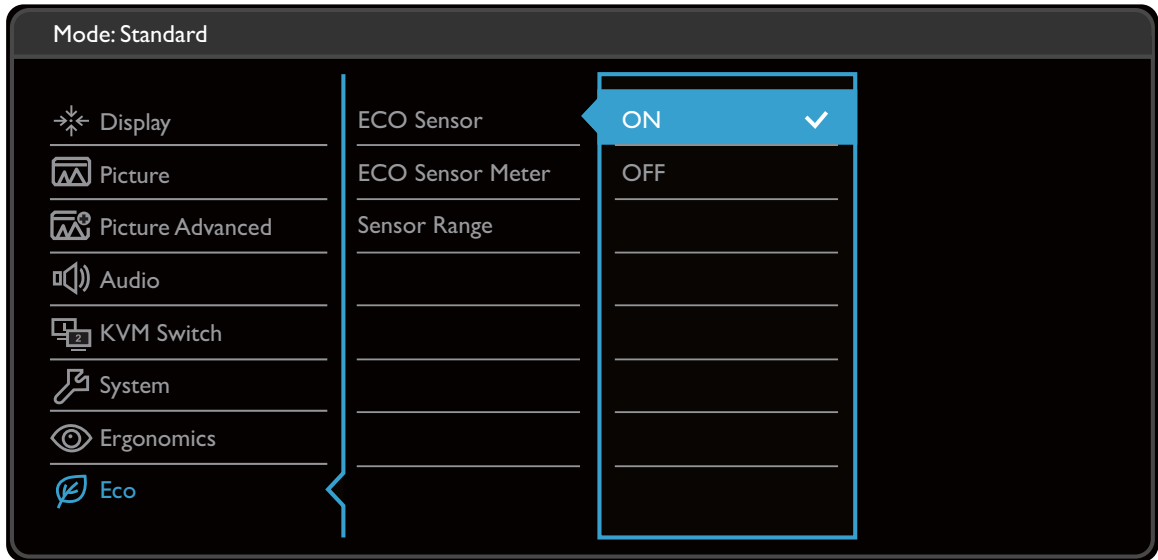 Mode: Standard
Display
Picture
Picture Advanced
Audio
KVM Switch
System
Ergonomics
Eco
ECO Sensor
ECO Sensor Meter
Sensor Range
ON
OFF
2